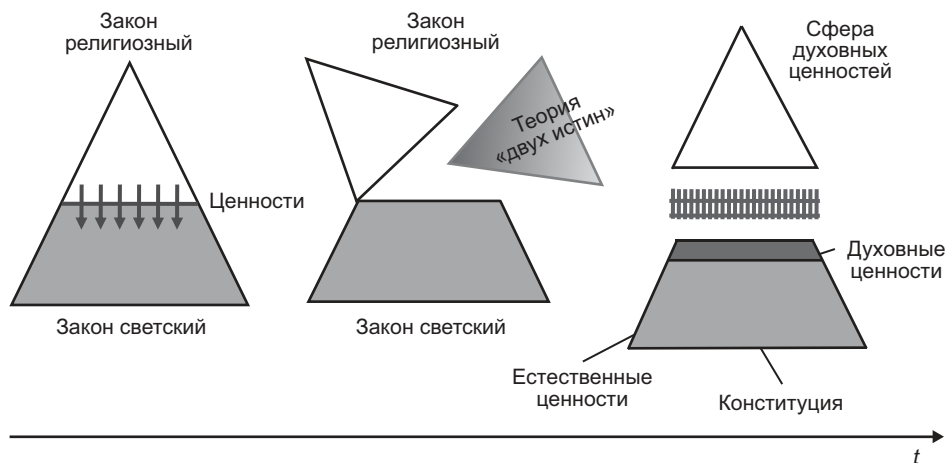 Закон
религиозный
Ценности
Закон светский
Закон
религиозный
Теория
«двух истин»
Закон светский
Сфера
духовных
ценностей
Духовные
ценности
Естественные
ценности
Конституция
t